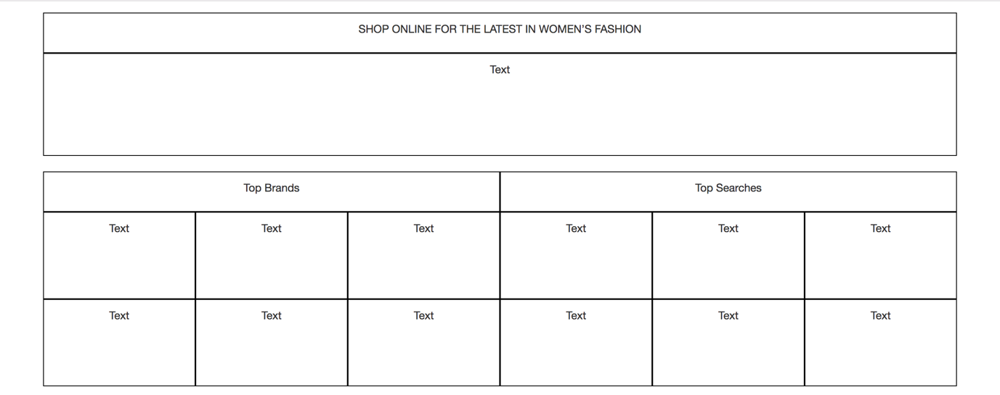 SHOP ONLINE FOR THE LATEST IN WOMEN’S FASHION
Text
Top Brands Top Searches
Text Text Text Text Text Text
Text Text Text Text Text Text